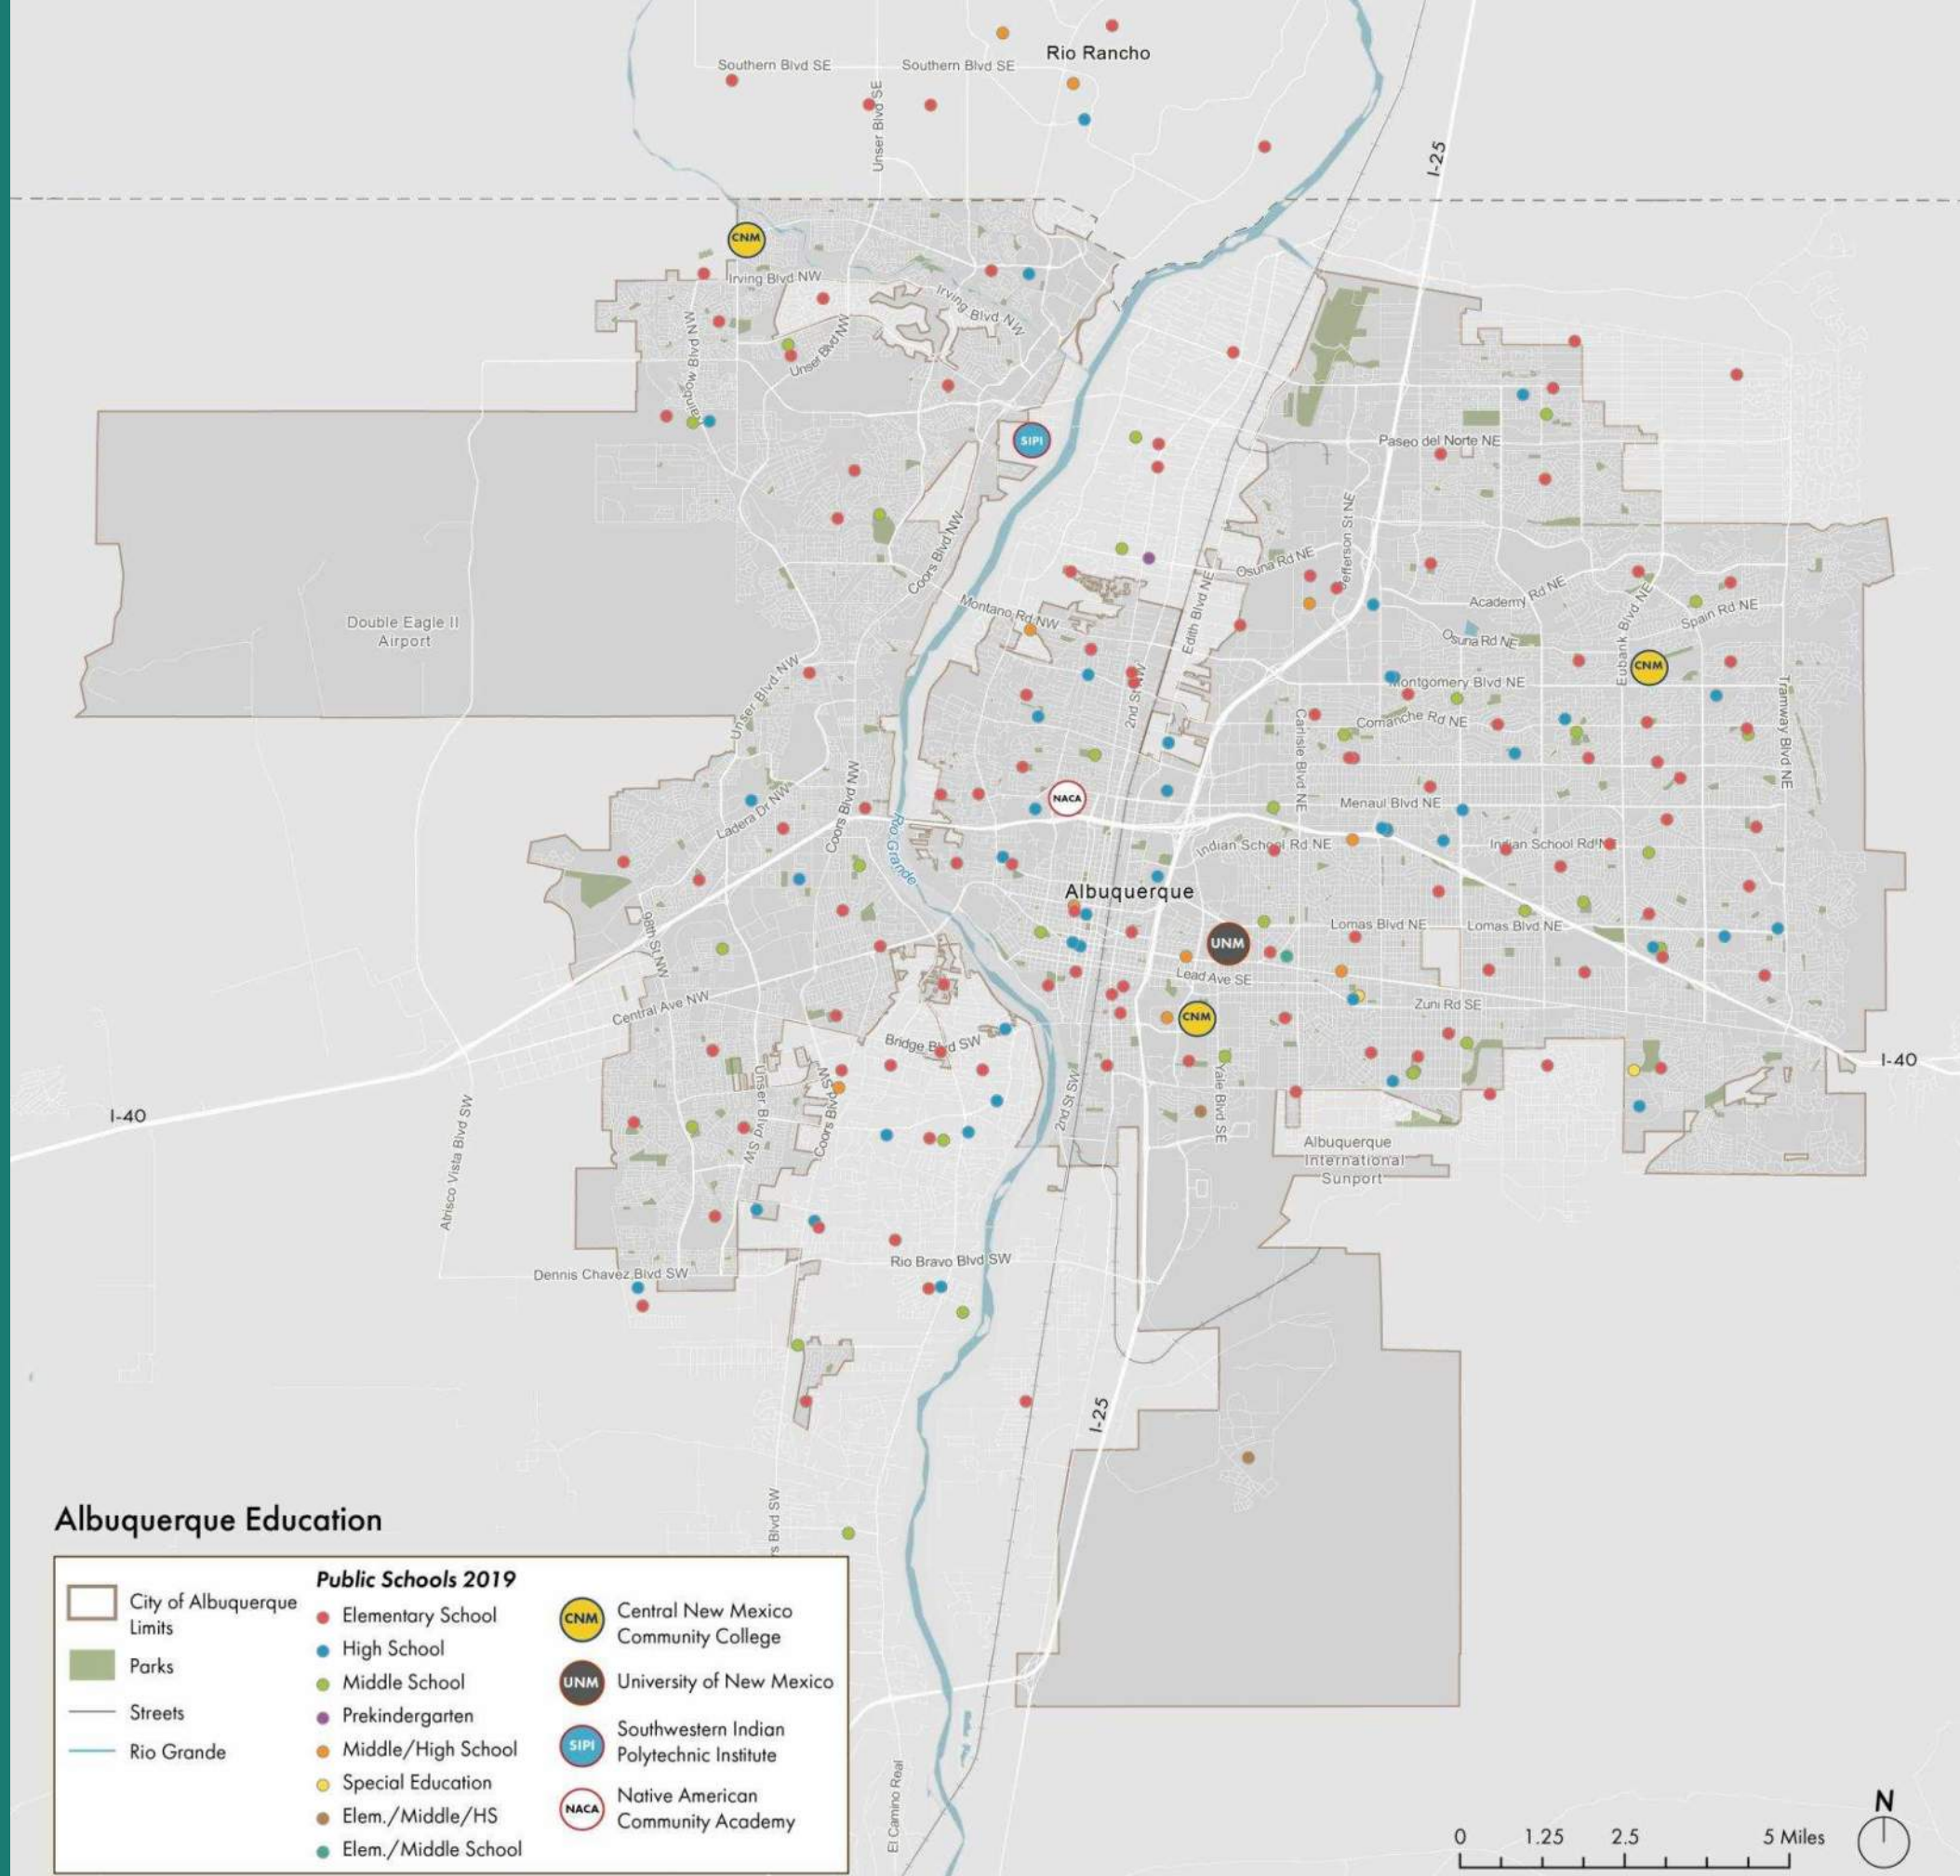 Rio Rancho
Southern Blvd SE
Southern Blvd SE
Unser Blvd SE
I-25
CNM
Irving Blvd NW
Irving Blvd NW
Unser Blvd NW
Rainbow Blvd NW
SIPI
Paseo del Norte NE
Jefferson St NE
Coors Blvd NW
Osuna Rd NE
Academy Rd NE
Montano Rd NW
Edith Blvd NE
Eubank Blvd NE
Spain Rd NE
Double Eagle II
Airport
Osuna Rd NE
CNM
Unser Blvd NW
2nd St NW
Montgomery Blvd NE
Tramway Blvd NE
Comanche Rd NE
Carlisle Blvd NE
Ladera Dr NW
Coors Blvd NW
NACA
Menaul Blvd NE
Rio Grande
Indian School Rd NE
Indian School Rd NE
Albuquerque
98th St NW
UNM
Lomas Blvd NE
Lomas Blvd NE
Lead Ave SE
Central Ave NW
CNM
Zuni Rd SE
Bridge Blvd SW
I-40
Unser Blvd SW
Coors Blvd SW
2nd St SW
Yale Blvd SE
I-40
Atrisco Vista Blvd SW
Albuquerque
International
Sunport
Rio Bravo Blvd SW
Dennis Chavez Blvd SW
I-25
rs Blvd SW
El Camino Real
Albuquerque Education
City of Albuquerque
Limits
Parks
Streets
Rio Grande
Public Schools 2019
Elementary School
High School
Middle School
Prekindergarten
Middle/High School
Special Education
Elem./Middle/HS
Elem./Middle School
CNM
Central New Mexico
Community College
UNM
University of New Mexico
SIPI
Southwestern Indian
Polytechnic Institute
NACA
Native American
Community Academy
N
0 1.25 2.5 5 Miles